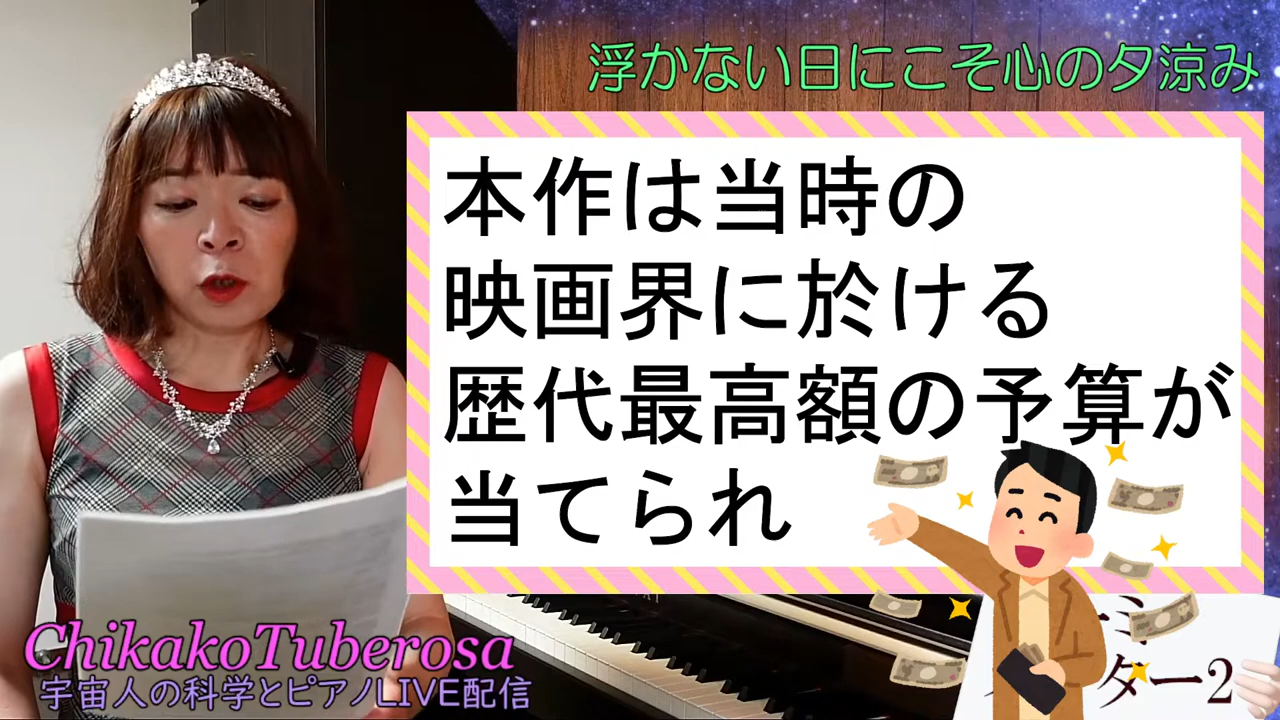 浮かない日にこそ心の夕涼み
本作は当時の
映画界に於ける
歴代最高額の予算が
当てられ
ター2
ChikakoTuberosa
宇宙人の科学とピアノLIVE配信